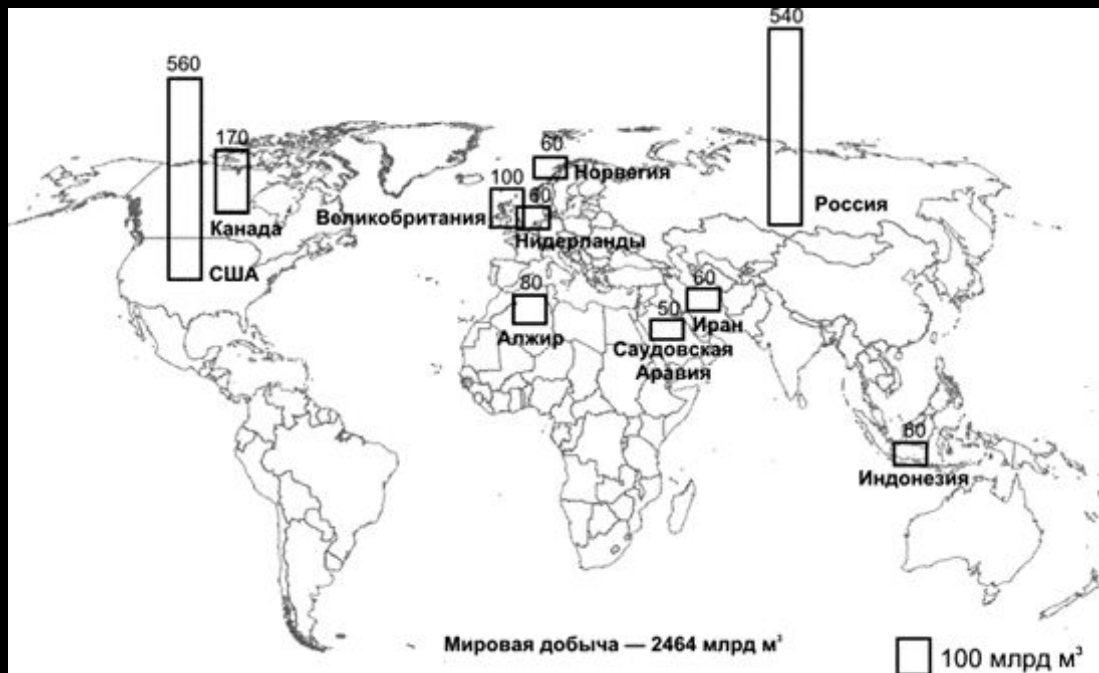 540
560
170
60
Норвегия
100
60
Великобритания
Канада
Россия
Нидерланды
США
80
60
50
Иран
Алжир
Саудовская
Аравия
60
Индонезия
Мировая добыча — 2464 млрд м³
100 млрд м³